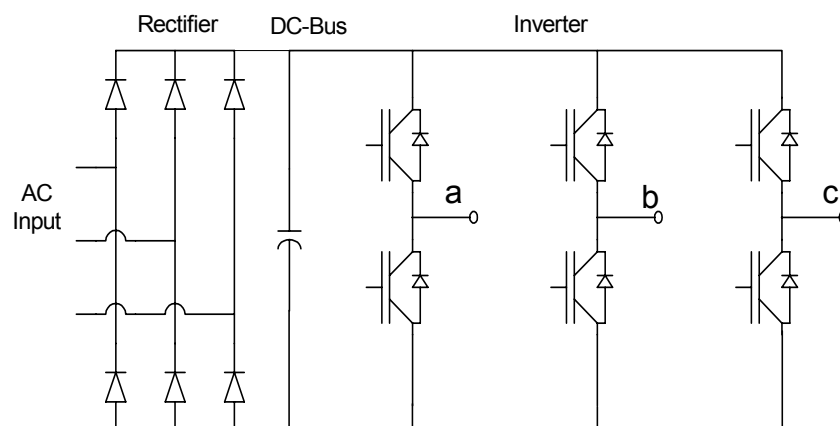 Rectifier
DC-Bus
Inverter
AC
Input
a
b
c